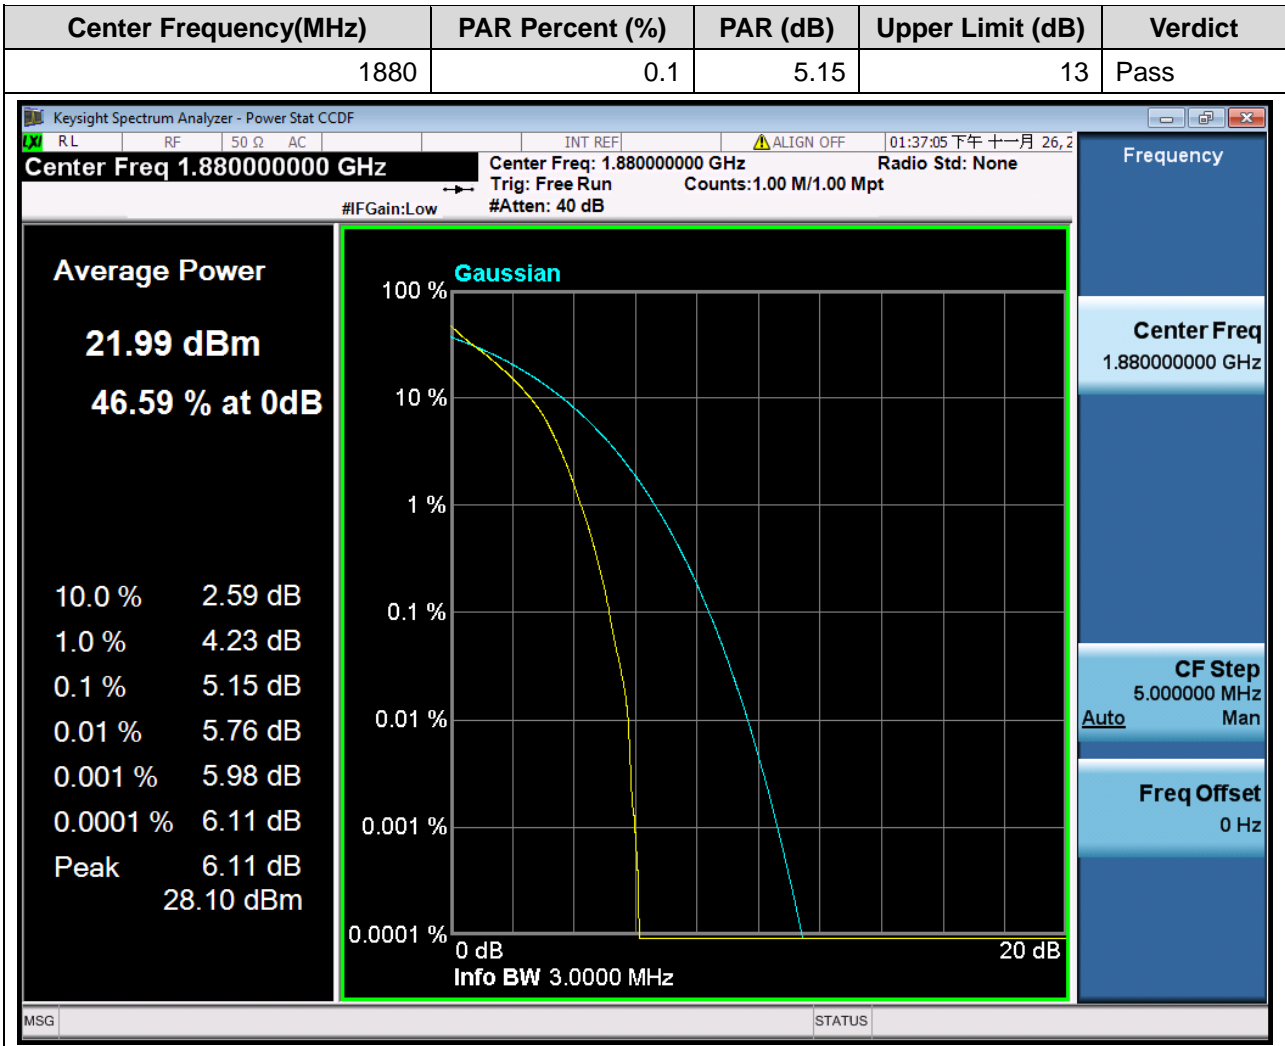 Center Frequency(MHz) PAR Percent (%) PAR (dB) Upper Limit (dB) Verdict
1880 0.1 5.15 13 Pass
Keysight Spectrum Analyzer - Power Stat CCDF
LXI RL RF 50 Ω AC INT REF ALIGN OFF 01:37:05 下午 十一月 26, 2
Center Freq 1.880000000 GHz
Center Freq: 1.880000000 GHz Radio Std: None
Trig: Free Run Counts:1.00 M/1.00 Mpt
#IFGain:Low #Atten: 40 dB
Frequency
Average Power
21.99 dBm
46.59 % at 0dB
10.0 % 2.59 dB
1.0 % 4.23 dB
0.1 % 5.15 dB
0.01 % 5.76 dB
0.001 % 5.98 dB
0.0001 % 6.11 dB
Peak 6.11 dB
28.10 dBm
Gaussian
100 %
10 %
1 %
0.1 %
0.01 %
0.001 %
0.0001 %
0 dB 20 dB
Info BW 3.0000 MHz
Center Freq
1.880000000 GHz
CF Step
5.000000 MHz
Auto Man
Freq Offset
0 Hz
MSG STATUS